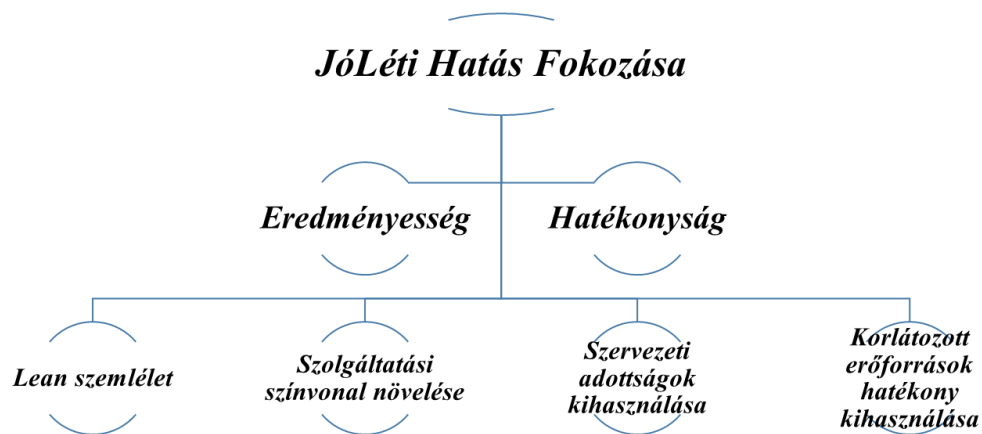 JóLéti Hatás Fokozása
Eredményesség
Hatékonyság
Lean szemlélet
Szolgáltatási
színvonal növelése
Szervezeti
adottságok
kihasználása
Korlátozott
erőforrások
hatékony
kihasználása